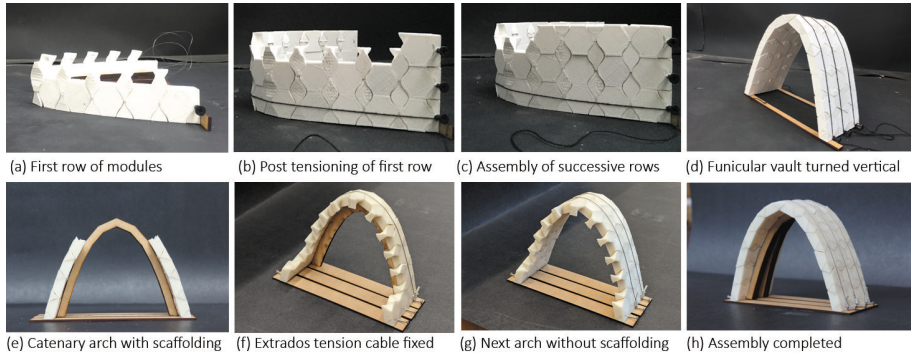 (a) First row of modules
(b) Post tensioning of first row
(c) Assembly of successive rows
(d) Funicular vault turned vertical
(e) Catenary arch with scaffolding
(f) Extrados tension cable fixed
(g) Next arch without scaffolding
(h) Assembly completed